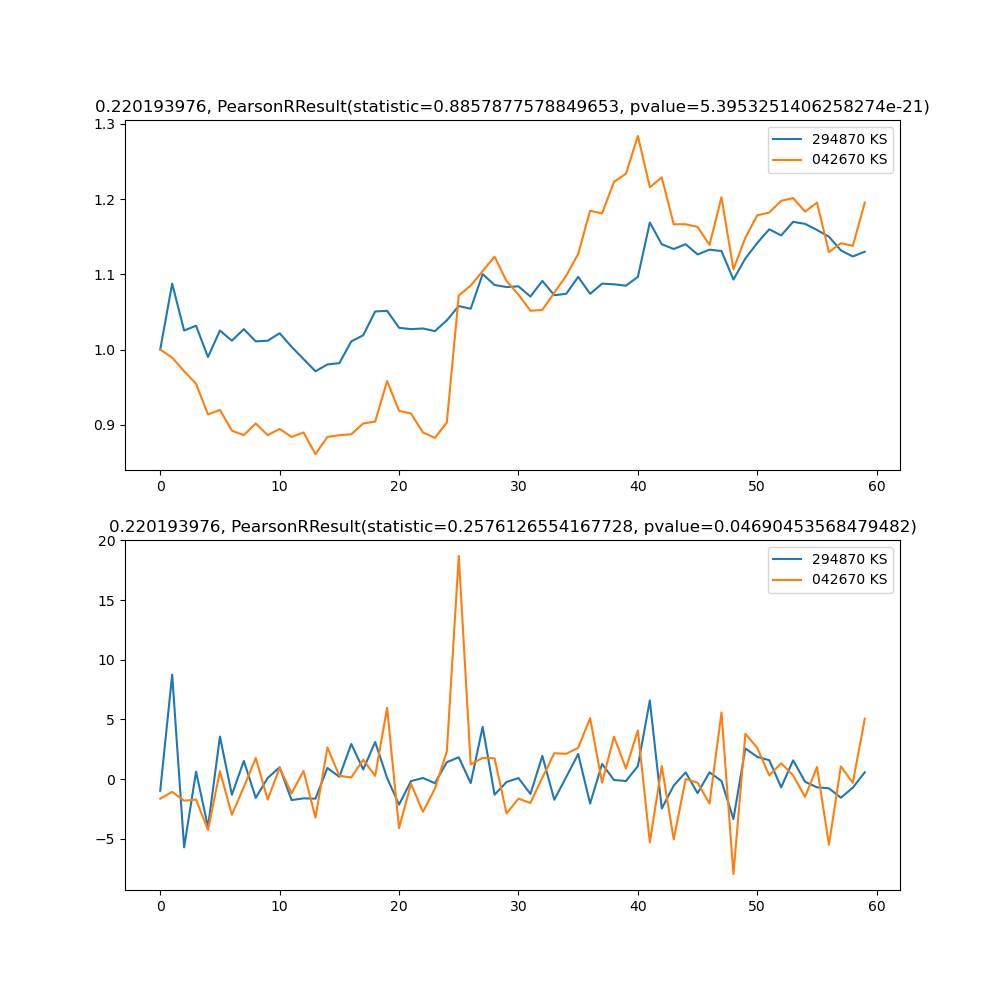 0.220193976, PearsonRResult(statistic=0.8857877578849653, pvalue=5.3953251406258274e-21)
1.3
1.2
1.1
1.0
0.9
294870 KS
042670 KS
0 10 20 30 40 50 60
0.220193976, PearsonRResult(statistic=0.2576126554167728, pvalue=0.046904535684794​82)
20
15
10
5
0
−5
294870 KS
042670 KS
0 10 20 30 40 50 60